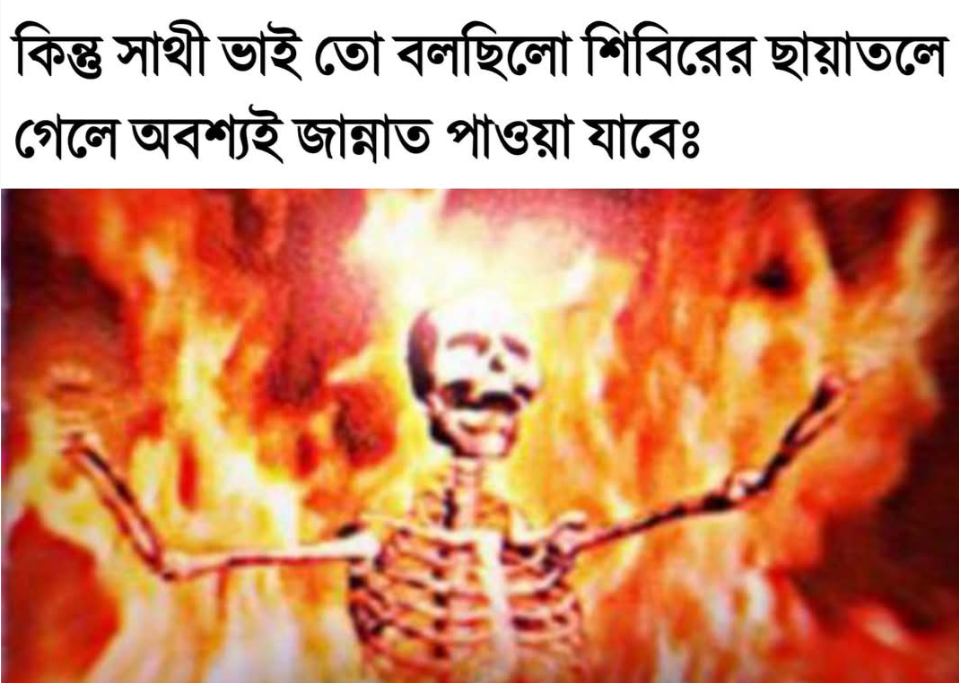 কিন্তু সাথী ভাই তো বলছিলো শিবিরের ছায়াতলে
গেলে অবশ্যই জান্নাত পাওয়া যাবেঃ